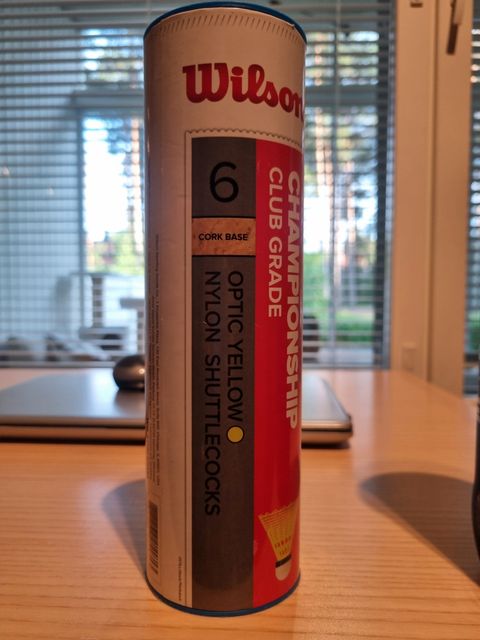 Wilson
6
CORK BASE
OPTIC YELLOW
NYLON SHUTTLECOCKS
CHAMPIONSHIP
CLUB GRADE